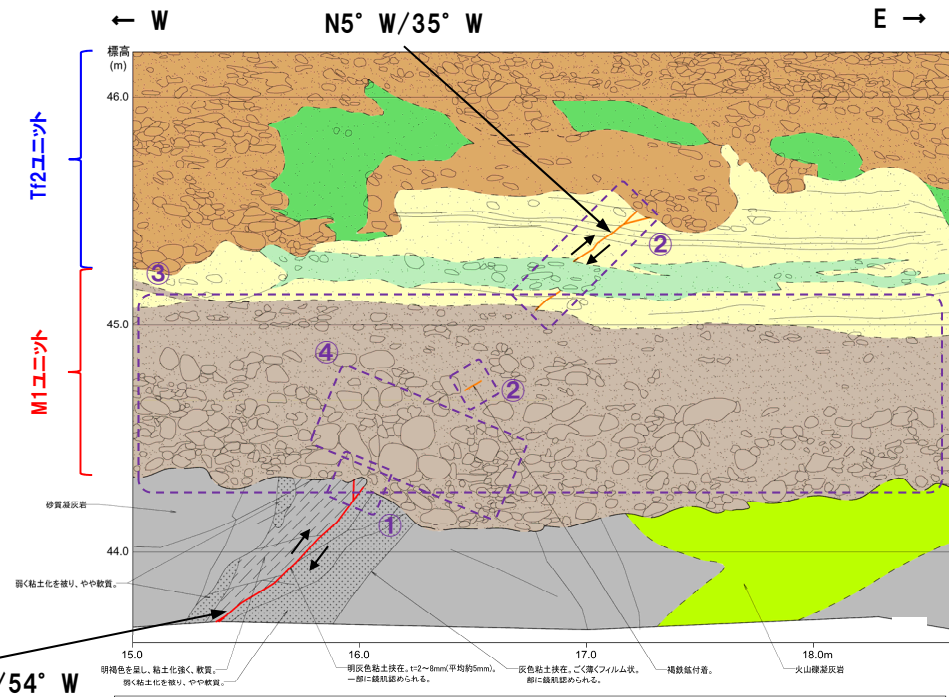 ← W
N5° W/35° W
E →
標高
(m)
46.0
Tf2ユニット
②
③
45.0
④
M1ユニット
②
砂質凝灰岩
①
44.0
弱く粘土化を被り、やや軟質。
15.0
16.0
17.0
18.0m
明褐色を呈し、粘土化強く、軟質。
弱く粘土化を被り、やや軟質。
明灰色粘土挟在。t=2～8mm(平均約5mm)。
一部に鏡肌認められる。
灰色粘土挟在。ごく薄くフィルム状。
部に鏡肌認められる。
褐鉄鉱付着。
火山礫凝灰岩
/54° W